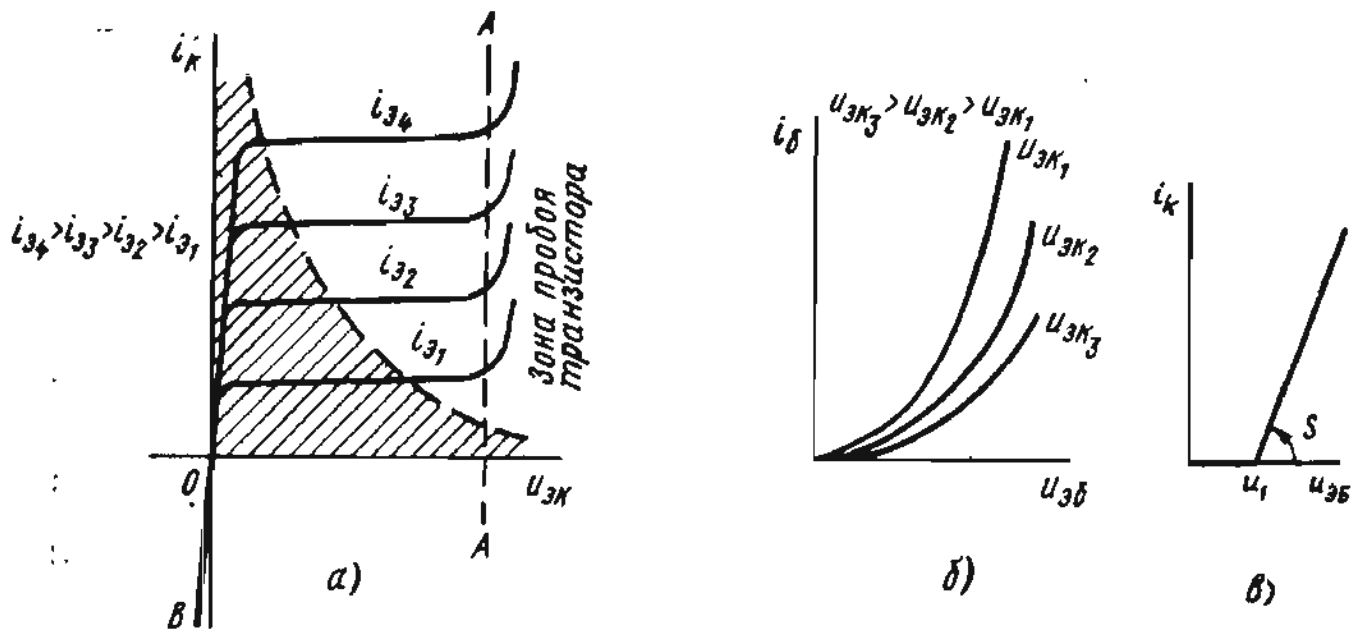 A
iк
iэ4
uэк3 > uэк2 > uэк1
iб
uэк1
iэ3
iэ4 > iэ3 > iэ2 > iэ1
iк
uэк2
iэ2
uэк3
iэ1
Зона пробоя
транзистора
S
0
uэк
uэб
u1
uэб
A
а)
б)
в)
В